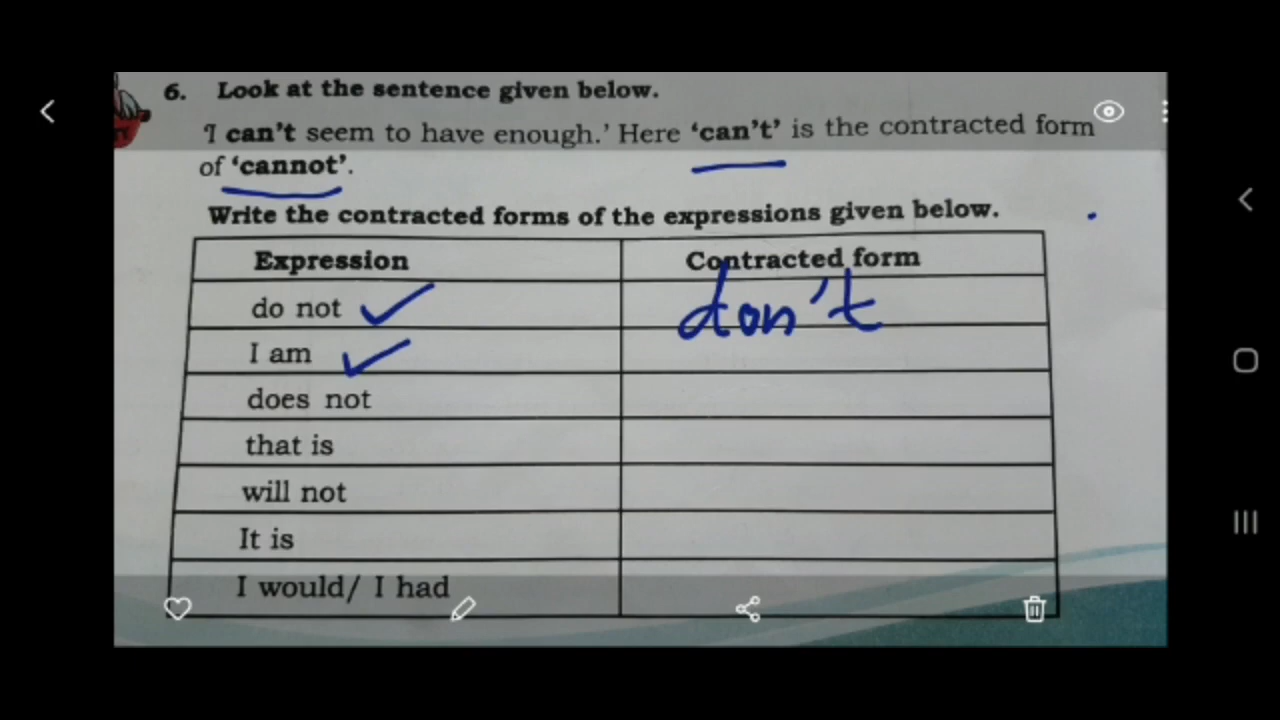 6. Look at the sentence given below.
'I can't seem to have enough.' Here 'can't' is the contracted form
of 'cannot'.
Write the contracted forms of the expressions given below.
Expression Contracted form
do not don't
I am
does not
that is
will not
It is
I would/ I had